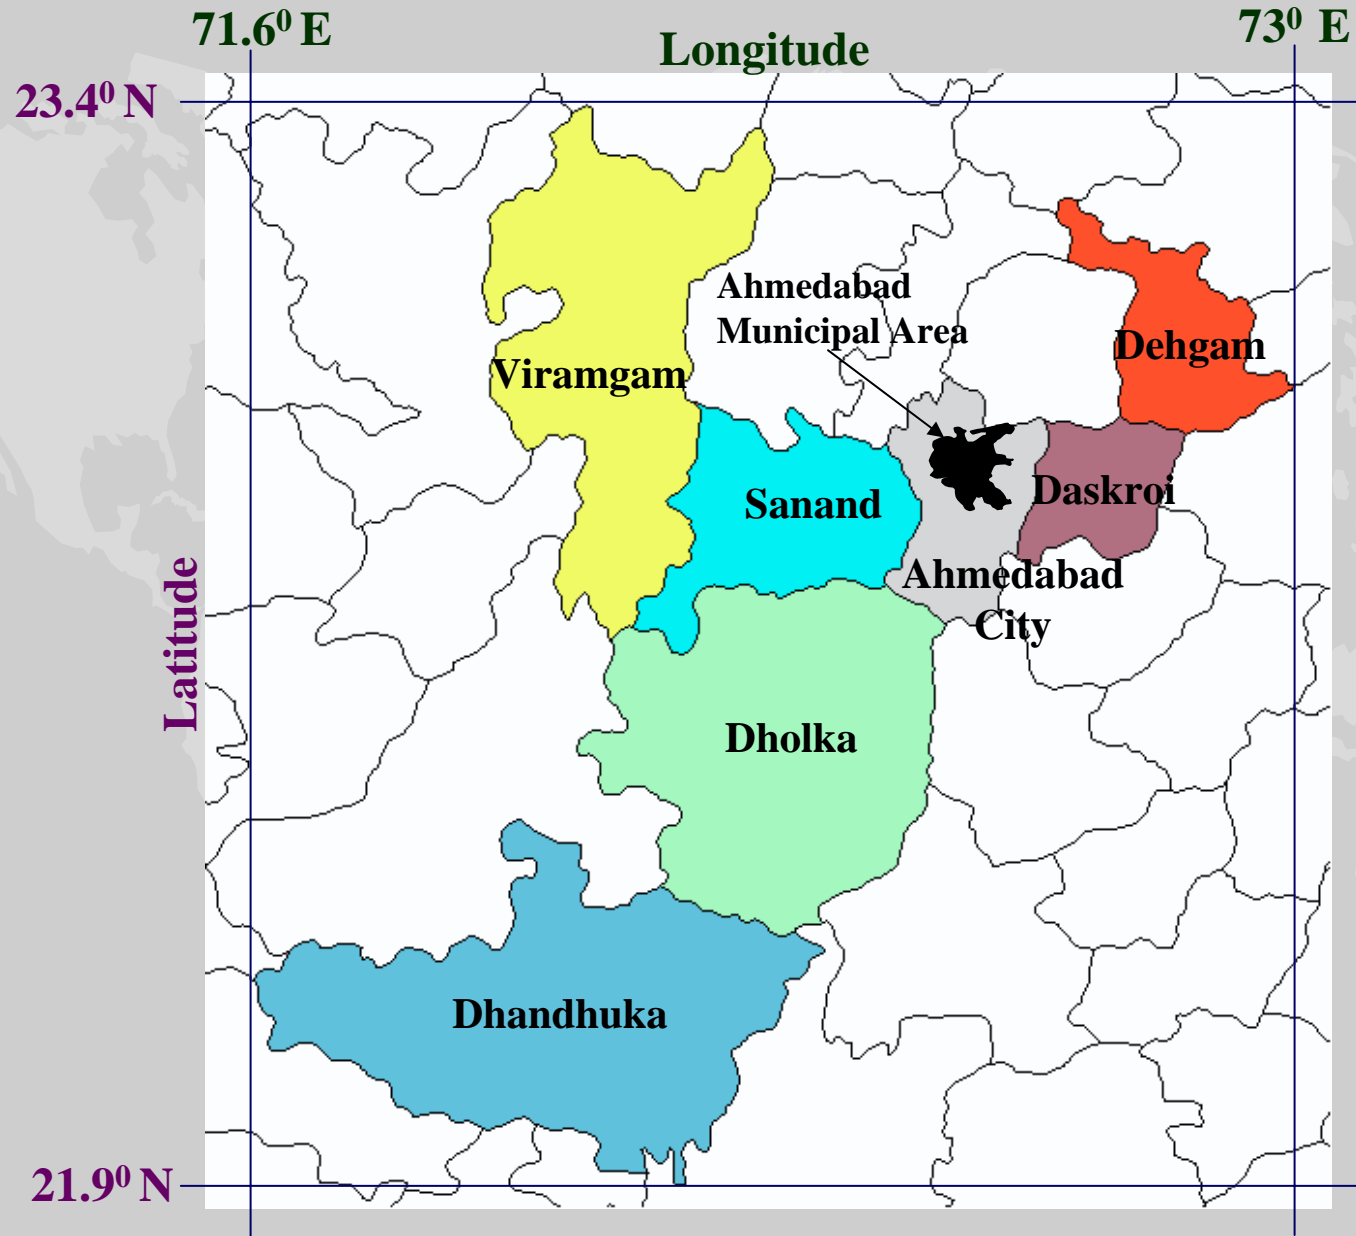 71.6⁰ E
73⁰ E
Longitude
23.4⁰ N
Ahmedabad
Municipal Area
Dehgam
Viramgam
Daskroi
Sanand
Ahmedabad
City
Latitude
Dholka
Dhandhuka
21.9⁰ N